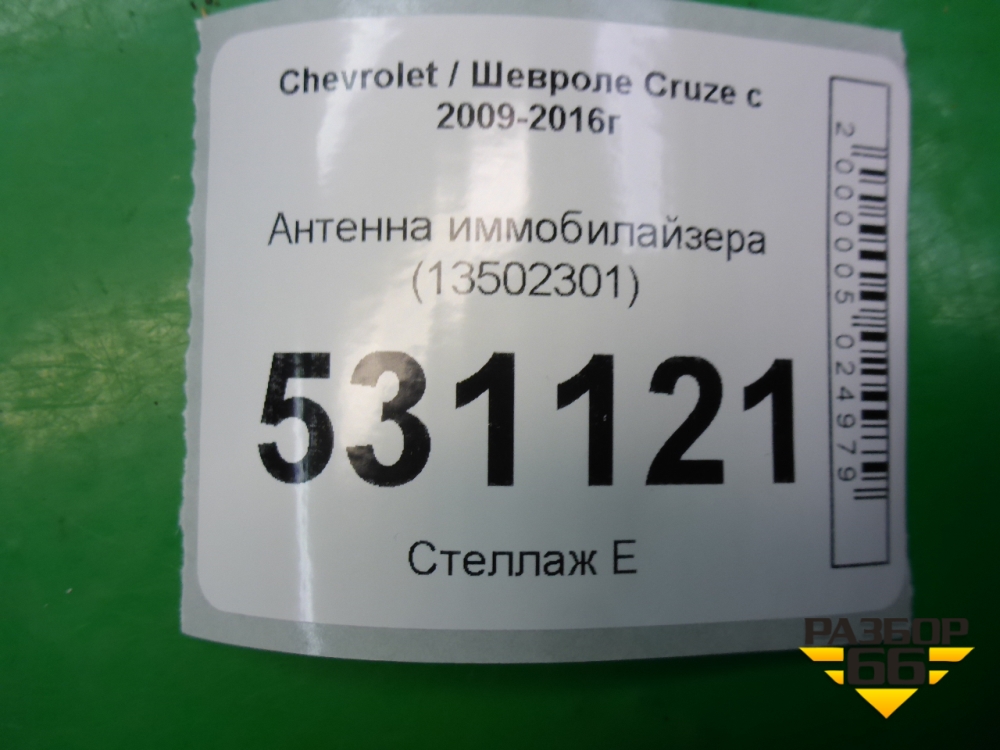 Chevrolet / Шевроле Cruze с
2009-2016г
Антенна иммобилайзера
(13502301)
531121
Стеллаж Е
2000005024979
РАЗБОР
66